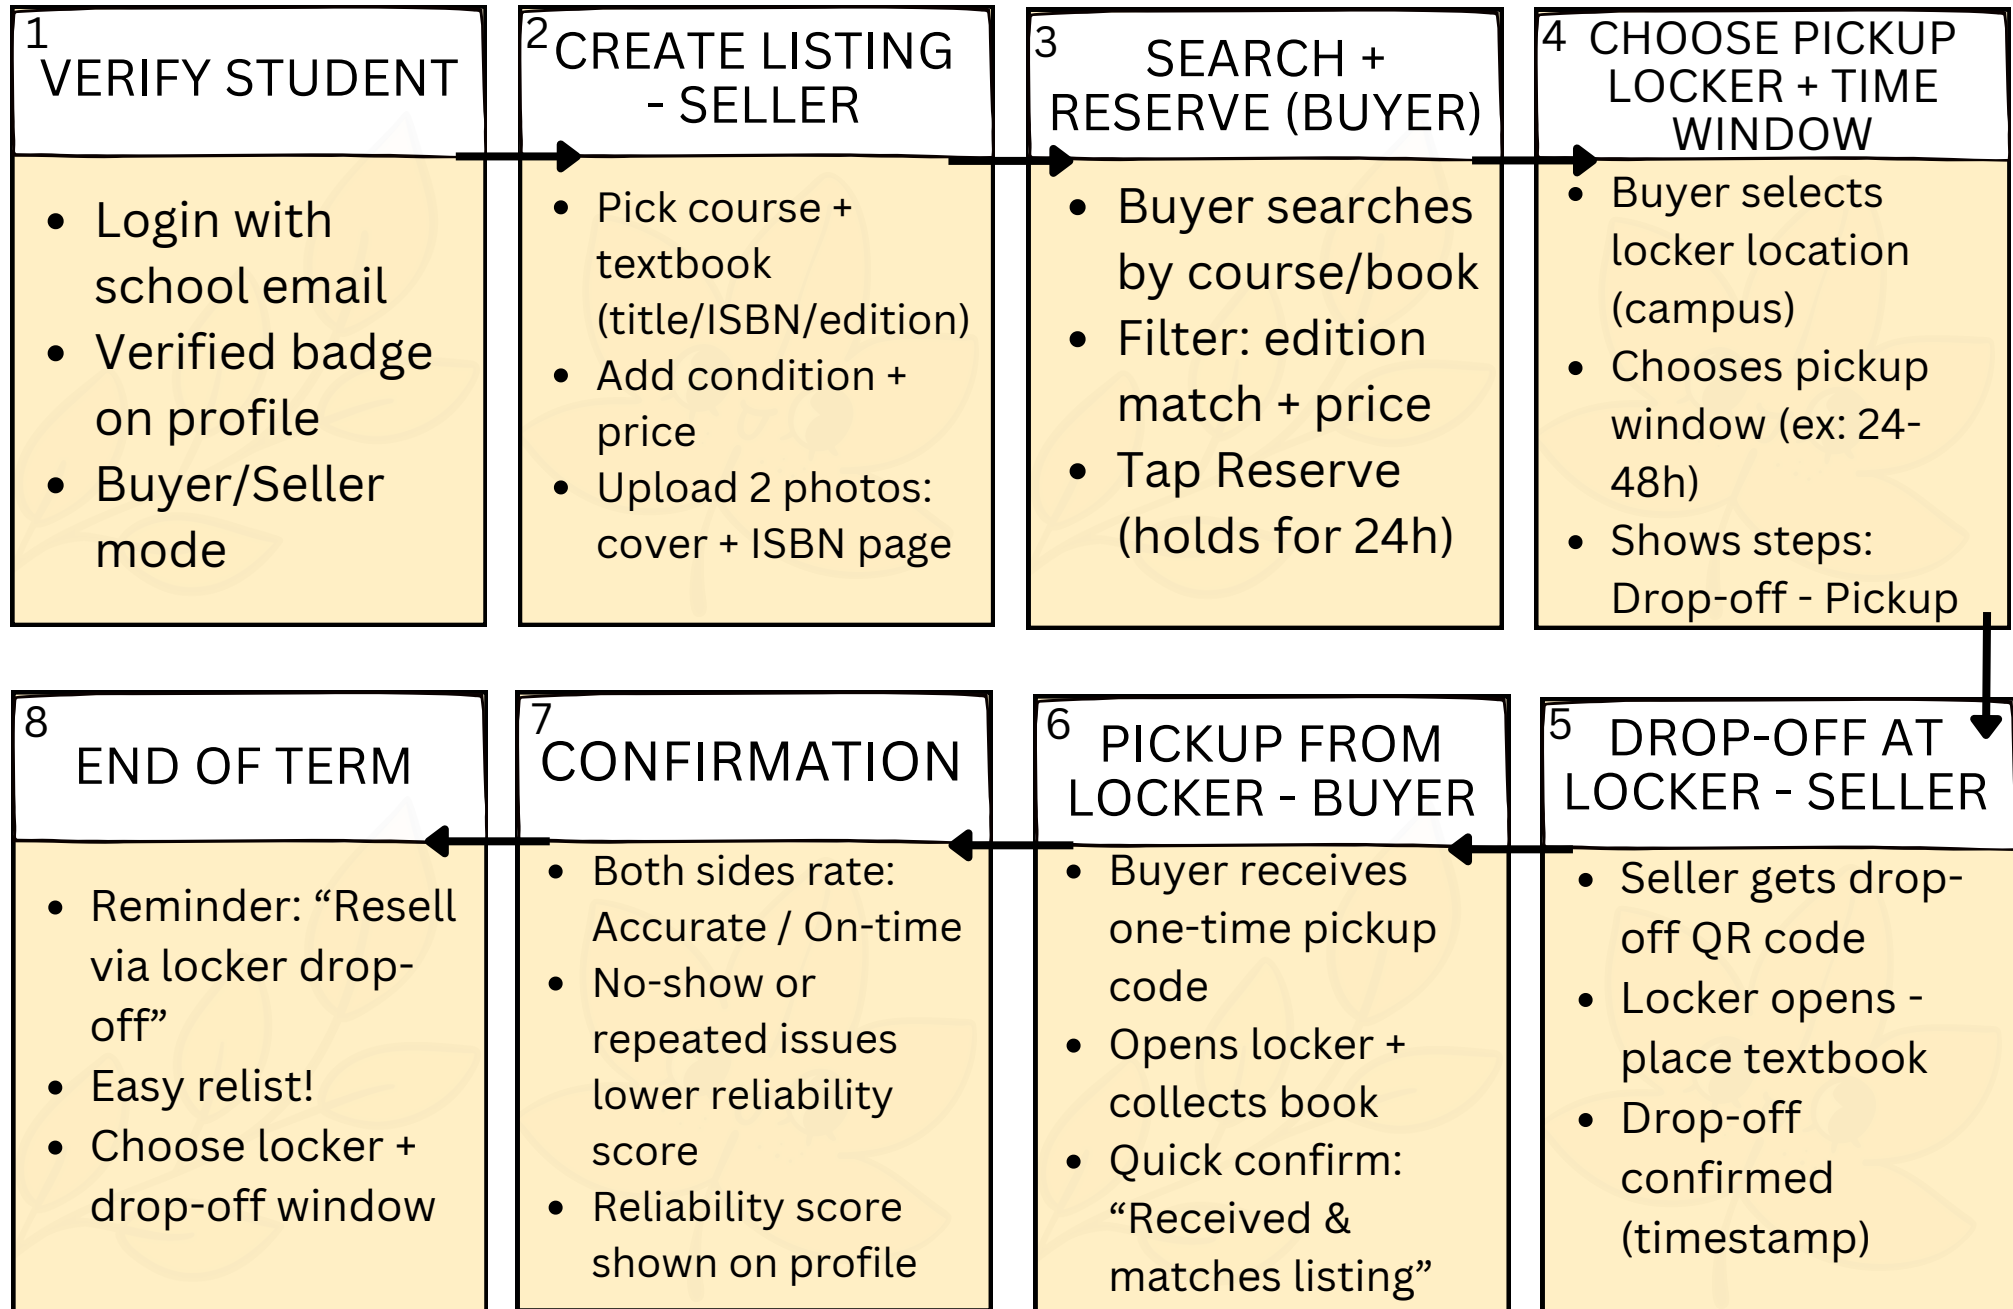 1
VERIFY STUDENT
• Login with
school email
• Verified badge
on profile
• Buyer/Seller
mode
2
CREATE LISTING
- SELLER
• Pick course +
textbook
(title/ISBN/edition)
• Add condition +
price
• Upload 2 photos:
cover + ISBN page
3
SEARCH +
RESERVE (BUYER)
• Buyer searches
by course/book
• Filter: edition
match + price
• Tap Reserve
(holds for 24h)
4
CHOOSE PICKUP
LOCKER + TIME
WINDOW
• Buyer selects
locker location
(campus)
• Chooses pickup
window (ex: 24-
48h)
• Shows steps:
Drop-off - Pickup
5
DROP-OFF AT
LOCKER - SELLER
• Seller gets drop-
off QR code
• Locker opens -
place textbook
• Drop-off
confirmed
(timestamp)
6
PICKUP FROM
LOCKER - BUYER
• Buyer receives
one-time pickup
code
• Opens locker +
collects book
• Quick confirm:
“Received &
matches listing”
7
CONFIRMATION
• Both sides rate:
Accurate / On-time
• No-show or
repeated issues
lower reliability
score
• Reliability score
shown on profile
8
END OF TERM
• Reminder: “Resell
via locker drop-
off”
• Easy relist!
• Choose locker +
drop-off window